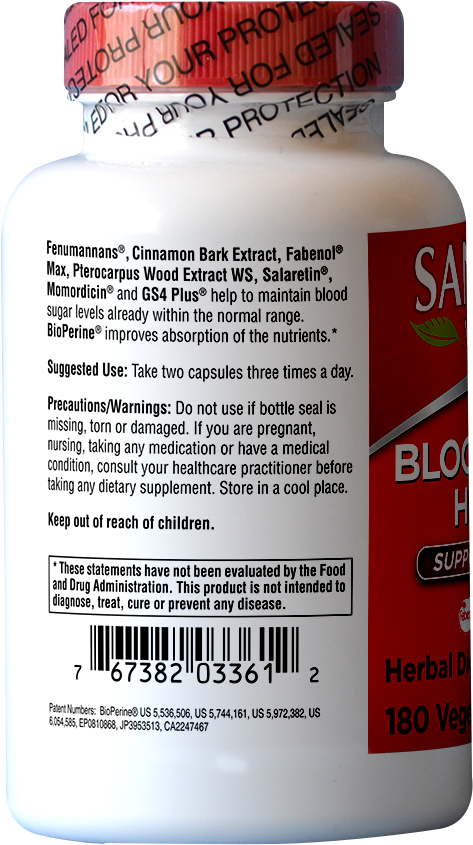 SEALED FOR YOUR PROTECTION
Fenumannans®, Cinnamon Bark Extract, Fabenol®
Max, Pterocarpus Wood Extract WS, Salaretin®,
Momordicin® and GS4 Plus® help to maintain blood
sugar levels already within the normal range.
BioPerine® improves absorption of the nutrients.*
Suggested Use: Take two capsules three times a day.
Precautions/Warnings: Do not use if bottle seal is
missing, torn or damaged. If you are pregnant,
nursing, taking any medication or have a medical
condition, consult your healthcare practitioner before
taking any dietary supplement. Store in a cool place.
Keep out of reach of children.
* These statements have not been evaluated by the Food
and Drug Administration. This product is not intended to
diagnose, treat, cure or prevent any disease.
7 67382 03361 2
Patent Numbers: BioPerine® US 5,536,506, US 5,744,161, US 5,972,382, US
6,054,585, EP0810868, JP3953513, CA2247467
SA
BLOO
H
SUPP
Herbal Di
180 Vege